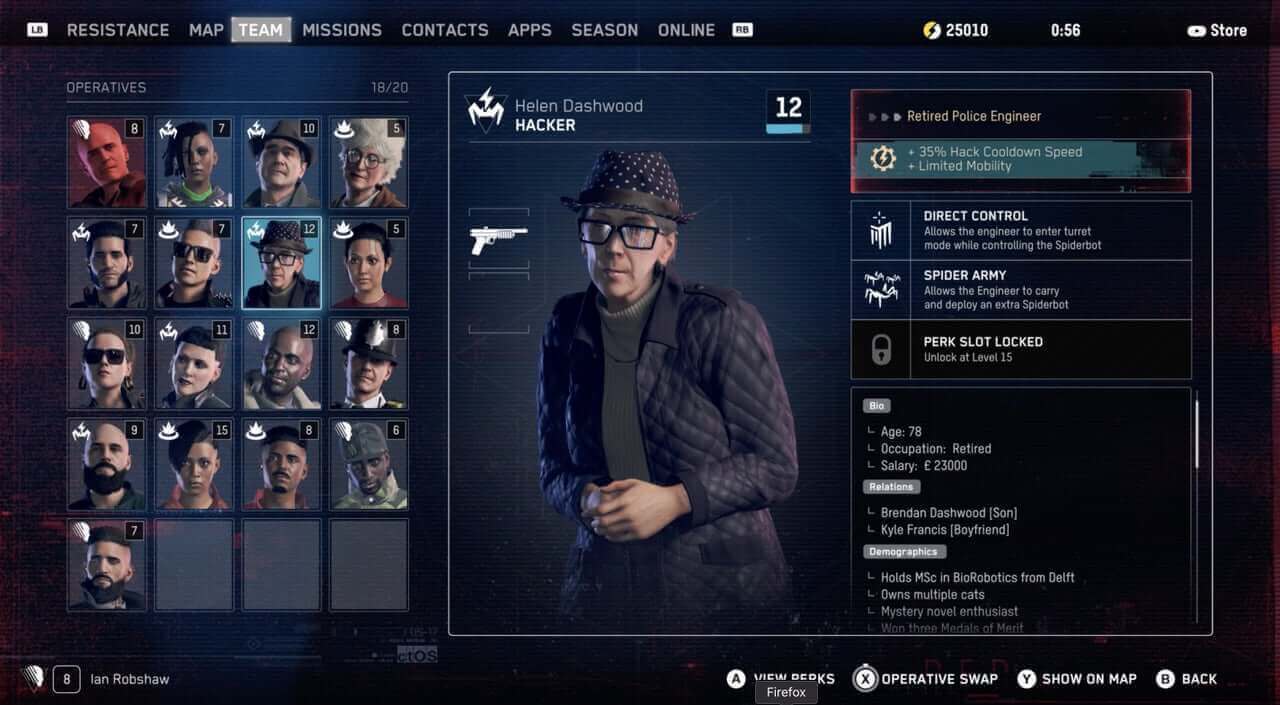 LB RESISTANCE MAP TEAM MISSIONS CONTACTS APPS SEASON ONLINE RB 25010 0:56 Store
OPERATIVES 18/20
8 7 10 5
7 7 12 5
10 11 12 8
9 15 8 6
7
Helen Dashwood
HACKER
12
Retired Police Engineer
+ 35% Hack Cooldown Speed
+ Limited Mobility
DIRECT CONTROL
Allows the engineer to enter turret
mode while controlling the Spiderbot
SPIDER ARMY
Allows the Engineer to carry
and deploy an extra Spiderbot
PERK SLOT LOCKED
Unlock at Level 15
Bio
Age: 78
Occupation: Retired
Salary: £ 23000
Relations
Brendan Dashwood [Son]
Kyle Francis [Boyfriend]
Demographics
Holds MSc in BioRobotics from Delft
Owns multiple cats
Mystery novel enthusiast
Won three Medals of Merit
ctOS
8 Ian Robshaw
A VIEW PERKS X OPERATIVE SWAP Y SHOW ON MAP B BACK
Firefox